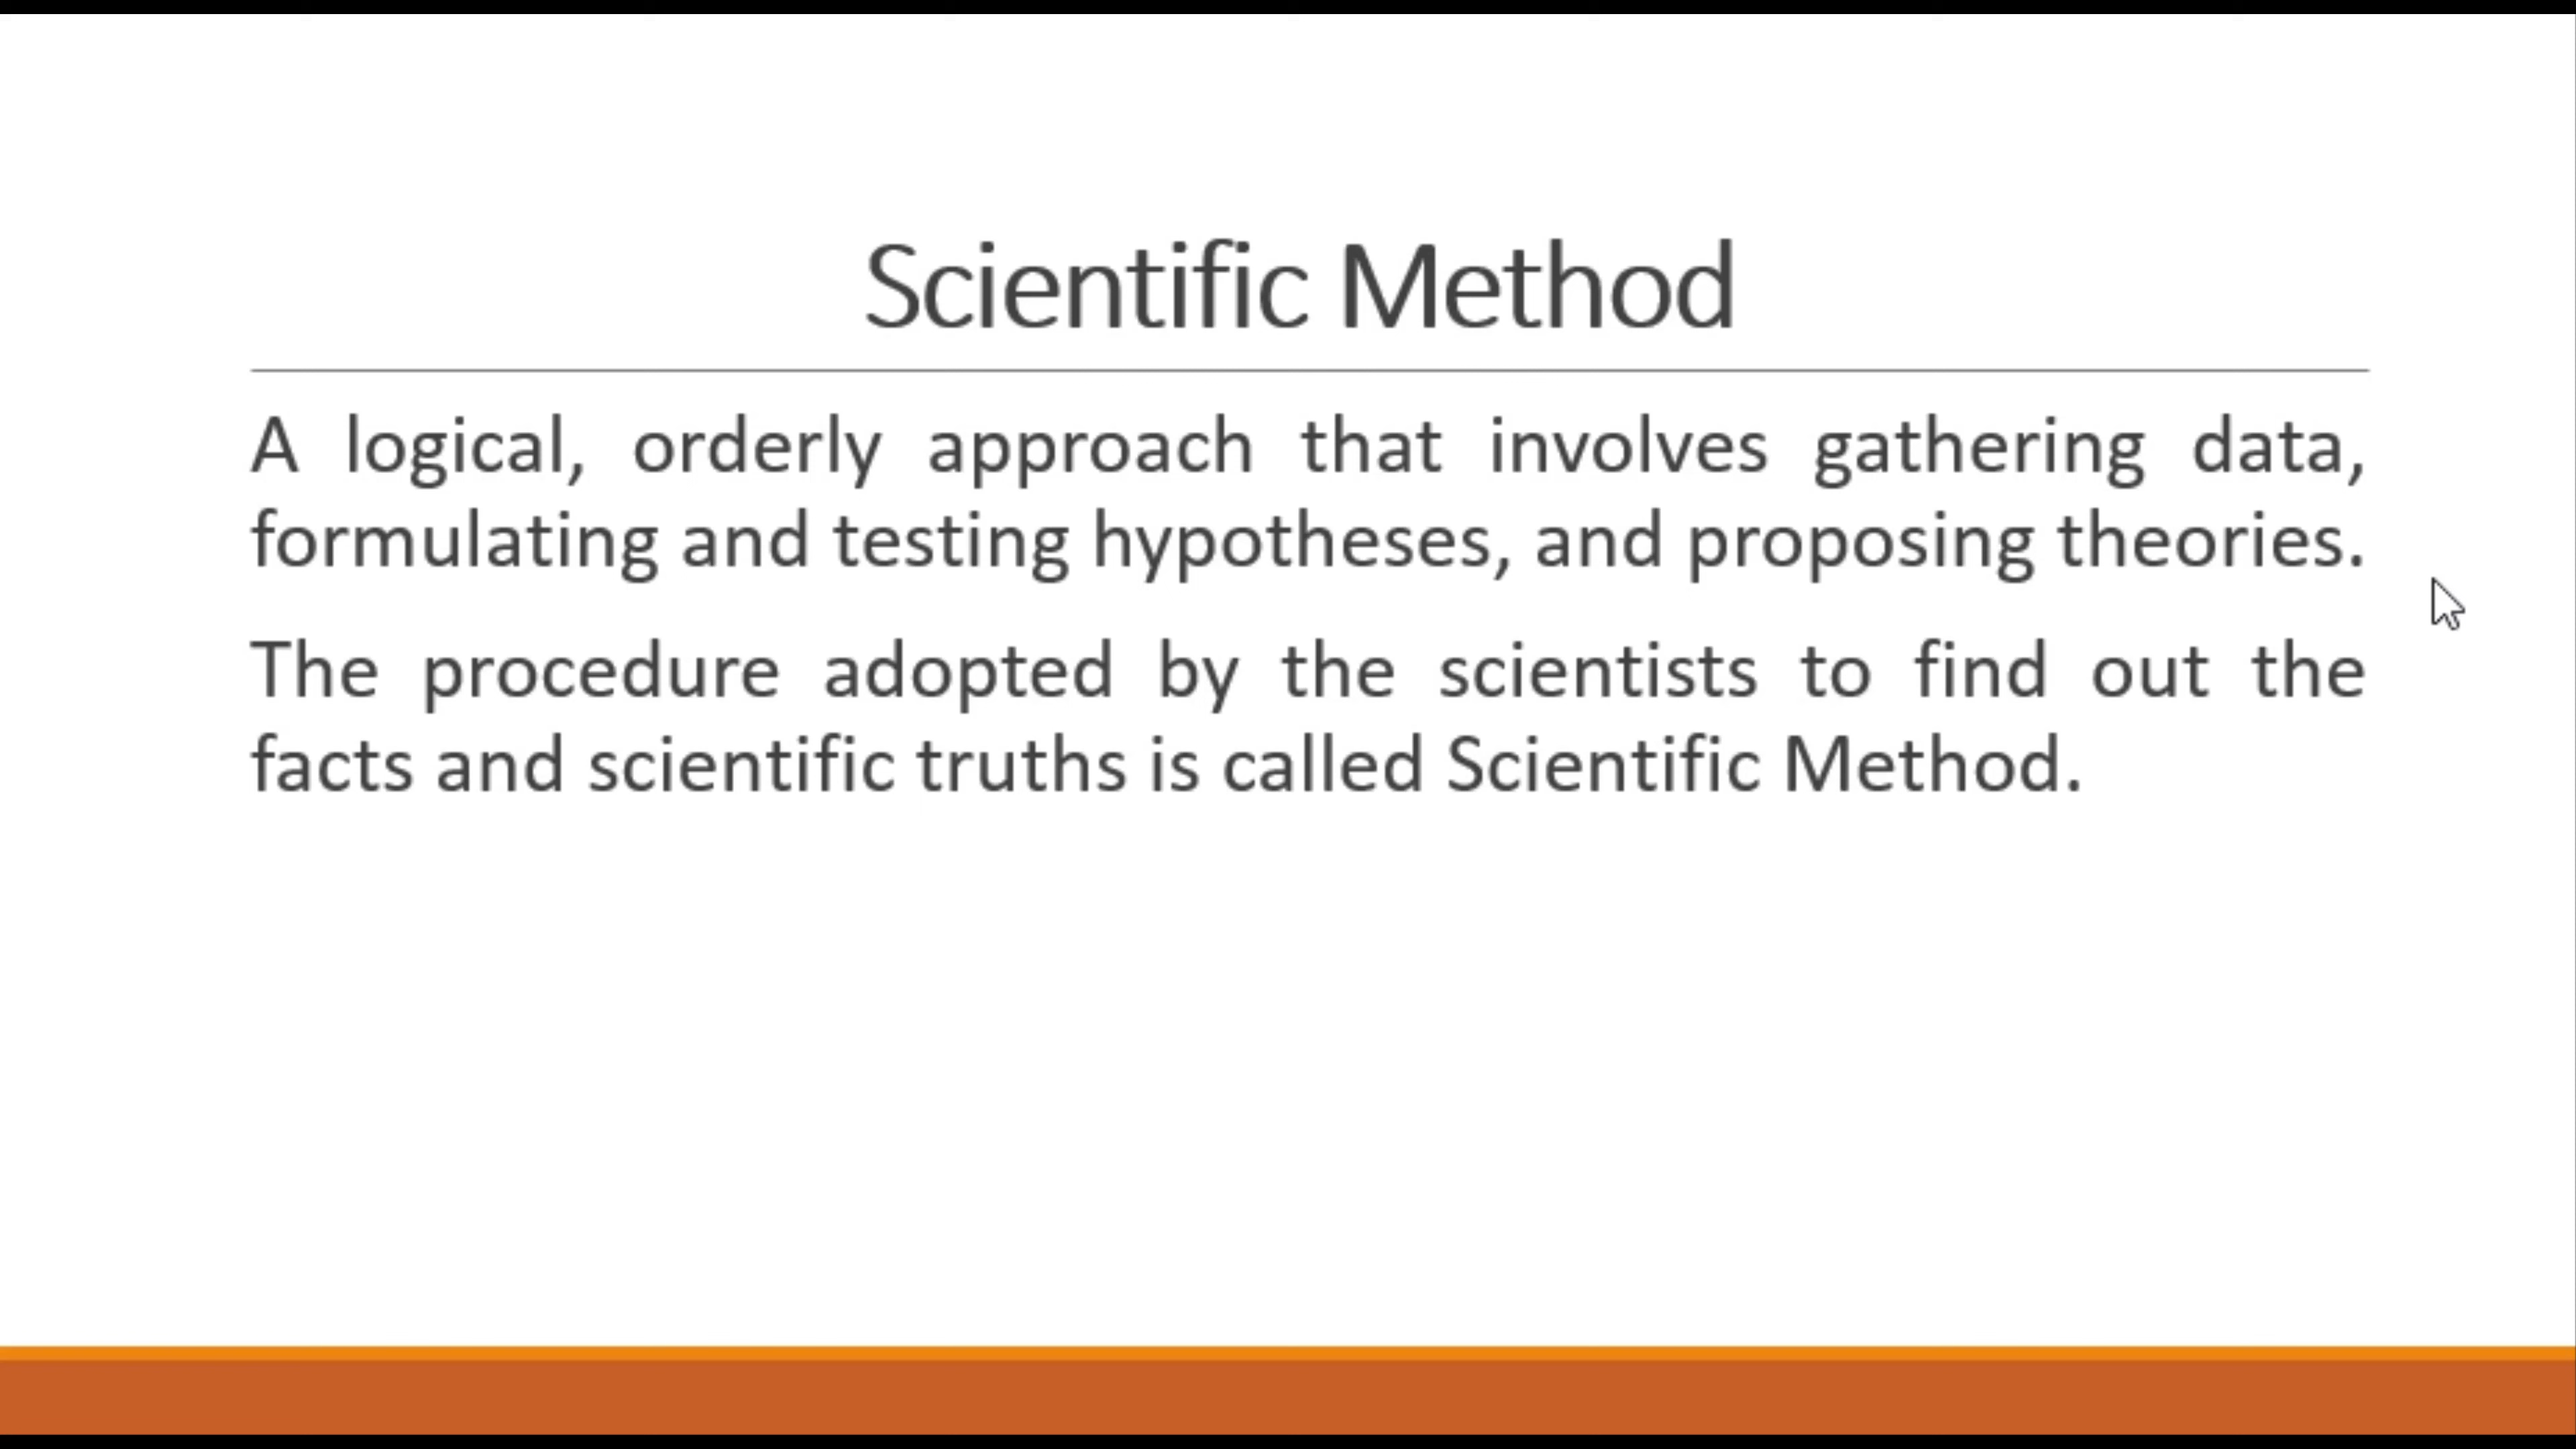 Scientific Method
A logical, orderly approach that involves gathering data,
formulating and testing hypotheses, and proposing theories.
The procedure adopted by the scientists to find out the
facts and scientific truths is called Scientific Method.